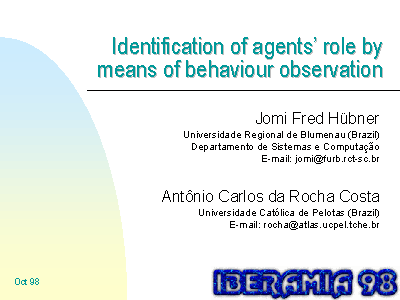 Identification of agents’ role by
means of behaviour observation
Jomi Fred Hübner
Universidade Regional de Blumenau (Brazil)
Departamento de Sistemas e Computação
E-mail: jomi@furb.rct-sc.br
Antônio Carlos da Rocha Costa
Universidade Católica de Pelotas (Brazil)
E-mail: rocha@atlas.ucpel.tche.br
Oct 98
IBERAMIA 98